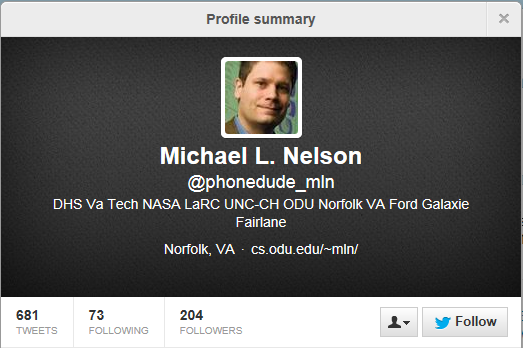 Profile summary
Michael L. Nelson
@phonedude_mln
DHS Va Tech NASA LaRC UNC-CH ODU Norfolk VA Ford Galaxie
Fairlane
Norfolk, VA · cs.odu.edu/~mln/
681 73 204
TWEETS FOLLOWING FOLLOWERS
Follow